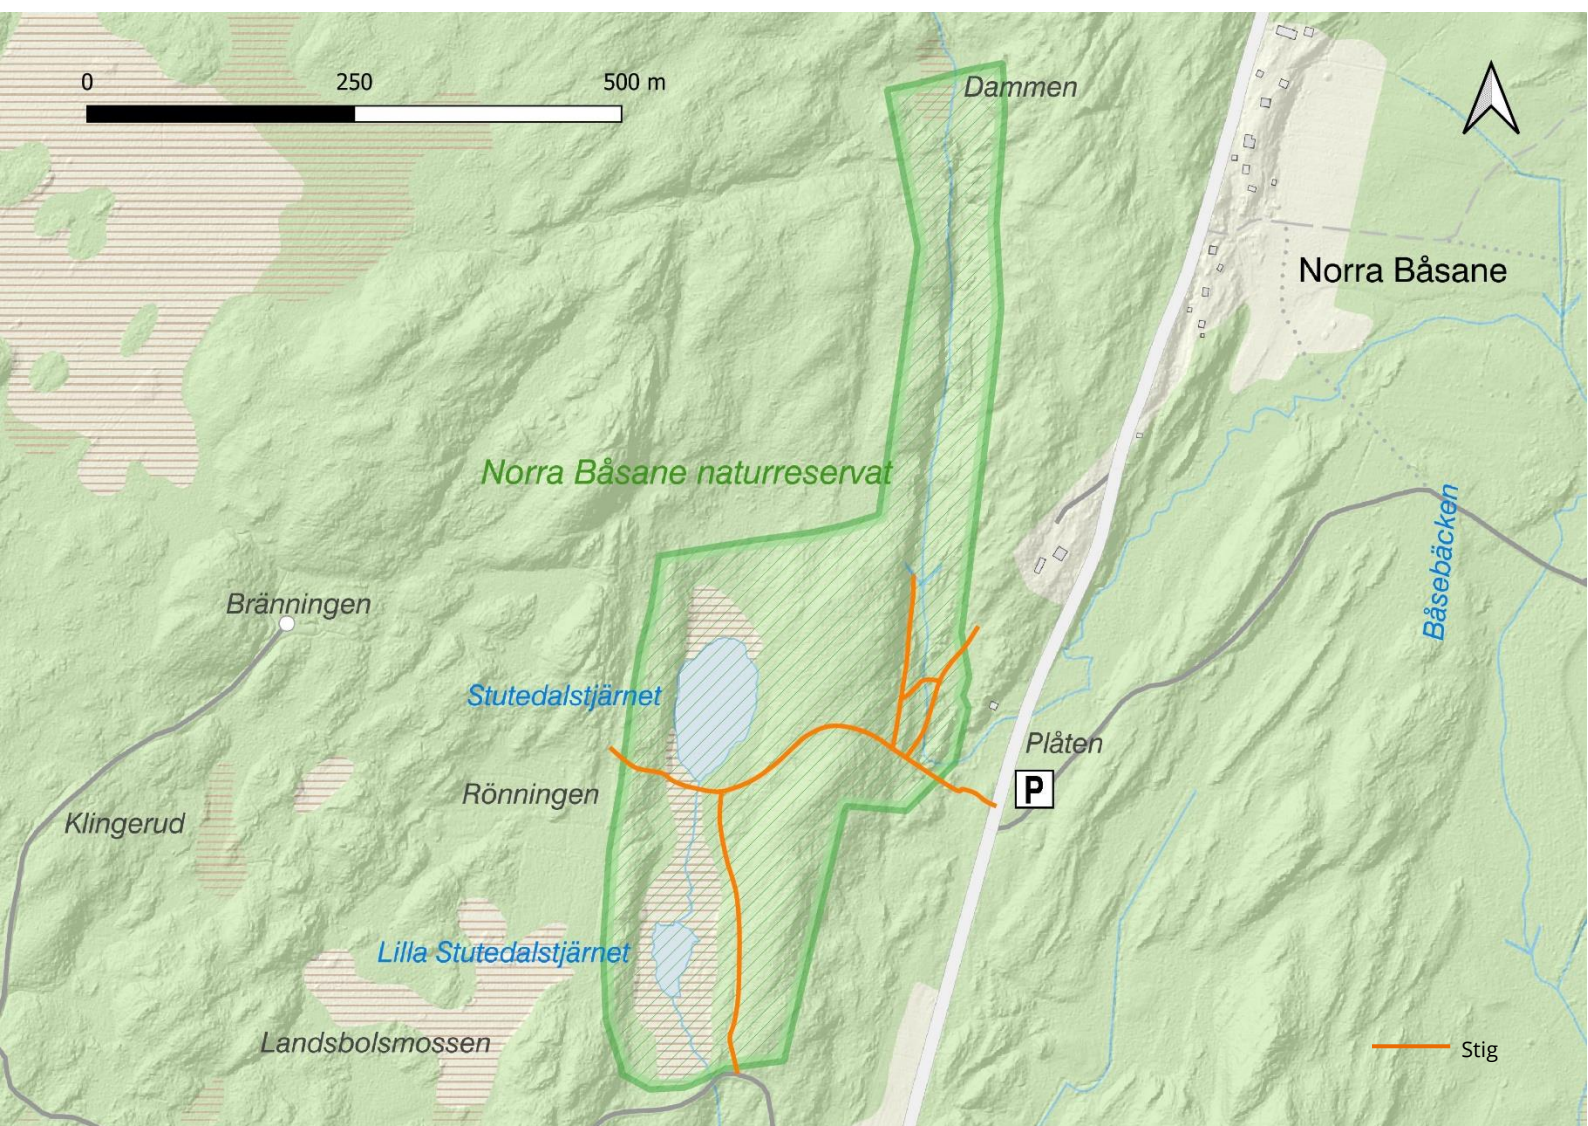 0 250 500 m
Dammen
Norra Båsane
Norra Båsane naturreservat
Båsebäcken
Bränningen
Stutedalstjärnet
Plåten
P
Rönningen
Klingerud
Lilla Stutedalstjärnet
Landsbolsmossen
Stig